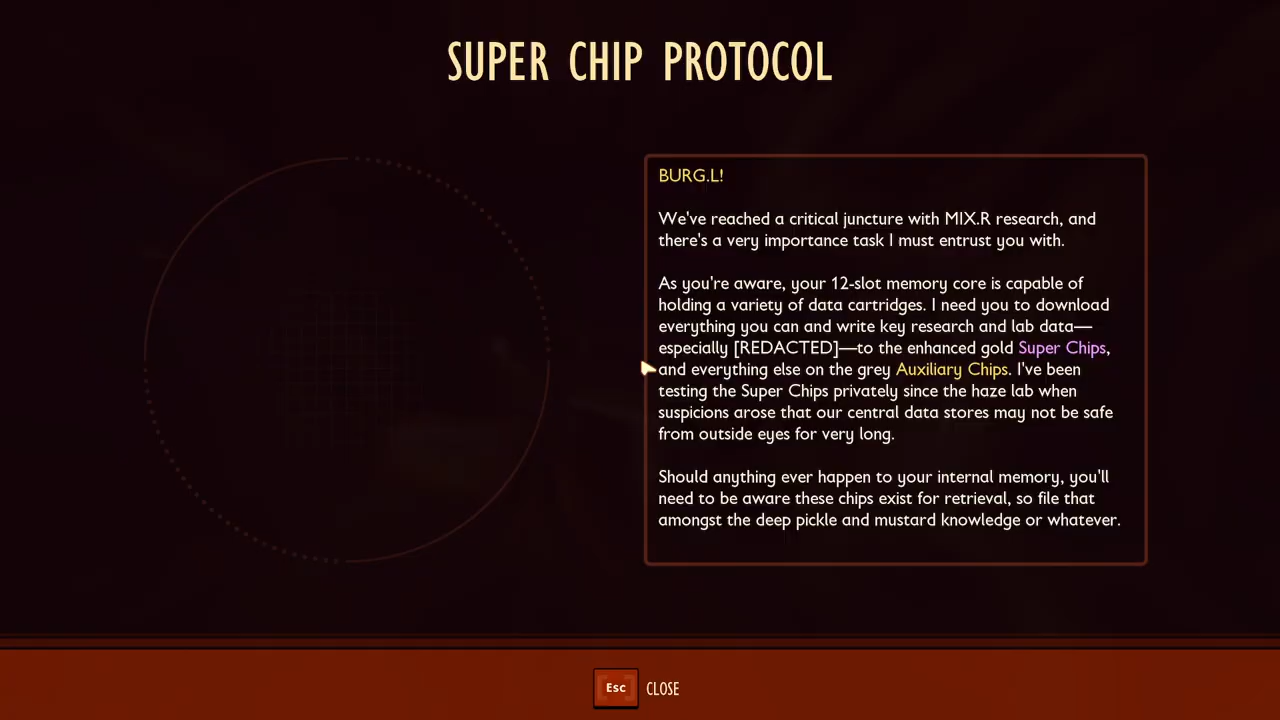 SUPER CHIP PROTOCOL
BURG.L!
We've reached a critical juncture with MIX.R research, and
there's a very importance task I must entrust you with.
As you're aware, your 12-slot memory core is capable of
holding a variety of data cartridges. I need you to download
everything you can and write key research and lab data—
especially [REDACTED]—to the enhanced gold Super Chips,
and everything else on the grey Auxiliary Chips. I've been
testing the Super Chips privately since the haze lab when
suspicions arose that our central data stores may not be safe
from outside eyes for very long.
Should anything ever happen to your internal memory, you'll
need to be aware these chips exist for retrieval, so file that
amongst the deep pickle and mustard knowledge or whatever.
Esc CLOSE